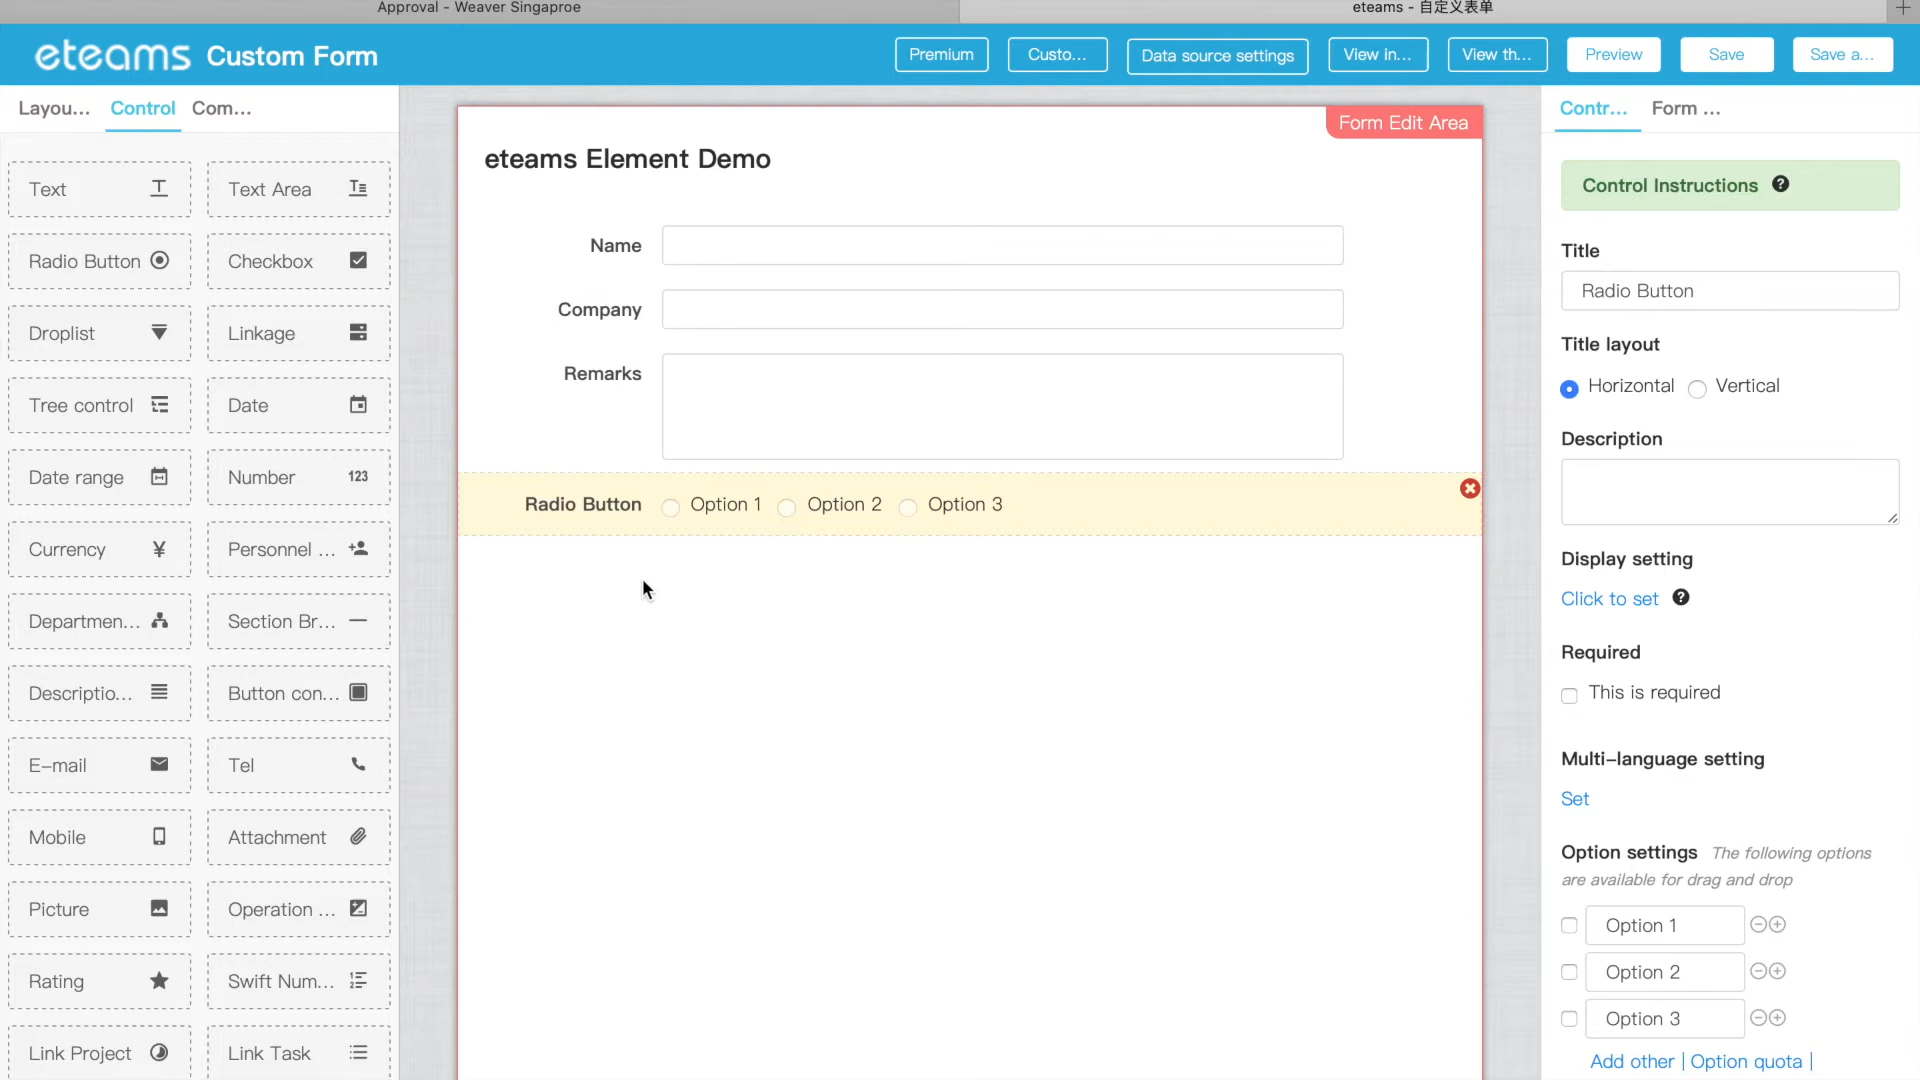 Approval - Weaver Singaproe
eteams - 自定义表单
eteams Custom Form
Premium
Custo...
Data source settings
View in...
View th...
Preview
Save
Save a...
Layou...
Control
Com...
Text
Text Area
Radio Button
Checkbox
Droplist
Linkage
Tree control
Date
Date range
Number
123
Currency ¥
Personnel ...
Departmen...
Section Br...
Descriptio...
Button con...
E-mail
Tel
Mobile
Attachment
Picture
Operation ...
Rating
Swift Num...
Link Project
Link Task
Form Edit Area
eteams Element Demo
Name
Company
Remarks
Radio Button
Option 1
Option 2
Option 3
Contr...
Form ...
Control Instructions
Title
Radio Button
Title layout
Horizontal
Vertical
Description
Display setting
Click to set
Required
This is required
Multi-language setting
Set
Option settings The following options
are available for drag and drop
Option 1
Option 2
Option 3
Add other | Option quota |